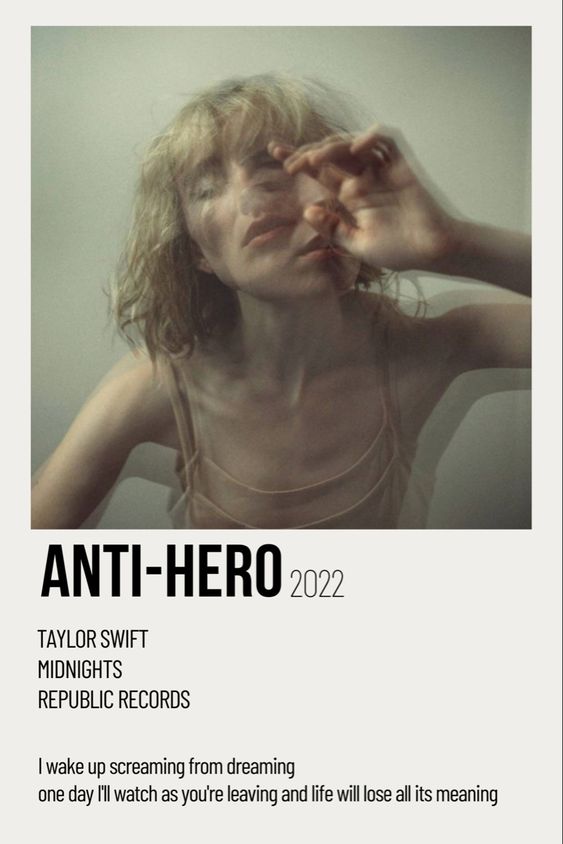 ANTI-HERO 2022
TAYLOR SWIFT
MIDNIGHTS
REPUBLIC RECORDS
I wake up screaming from dreaming
one day I'll watch as you're leaving and life will lose all its meaning